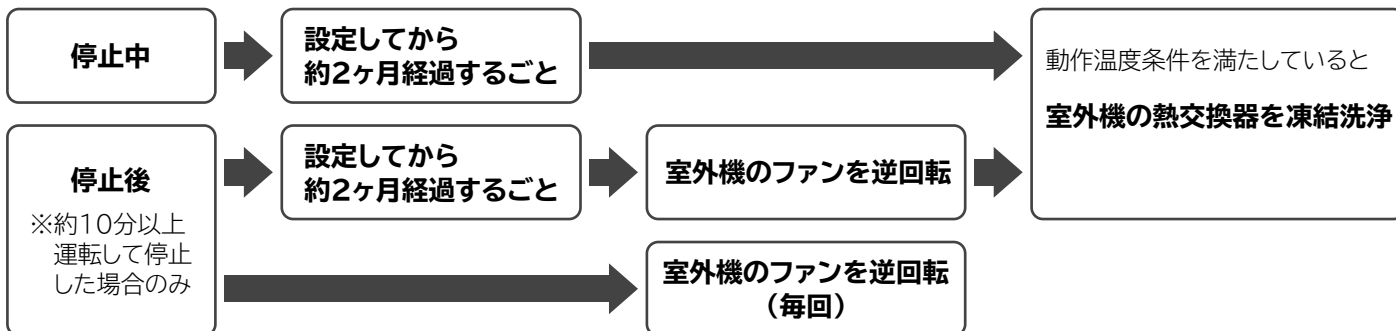 停止中
設定してから
約2ヶ月経過するごと
動作温度条件を満たしていると
室外機の熱交換器を凍結洗浄
停止後
※約10分以上
運転して停止
した場合のみ
設定してから
約2ヶ月経過するごと
室外機のファンを逆回転
室外機のファンを逆回転
（毎回）